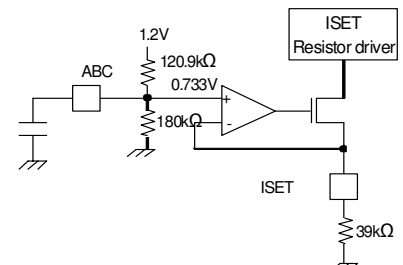 ISET
Resistor driver
1.2V
120.9kΩ
ABC
0.733V
+
180kΩ
-
ISET
39kΩ